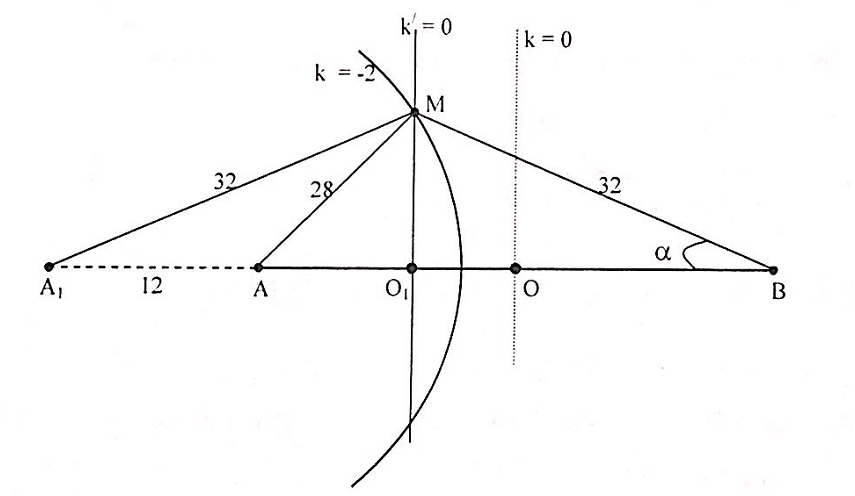 k′ = 0
k = 0
k = -2
M
32
28
32
α
A₁
12
A
O₁
O
B